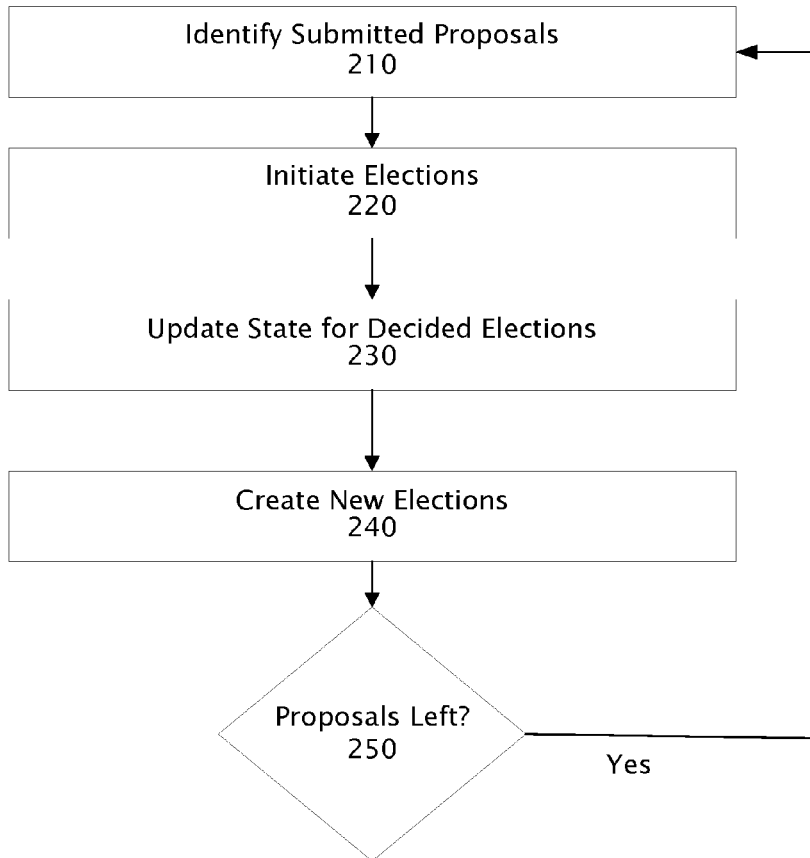 Identify Submitted Proposals
210
Initiate Elections
220
Update State for Decided Elections
230
Create New Elections
240
Proposals Left?
250
Yes